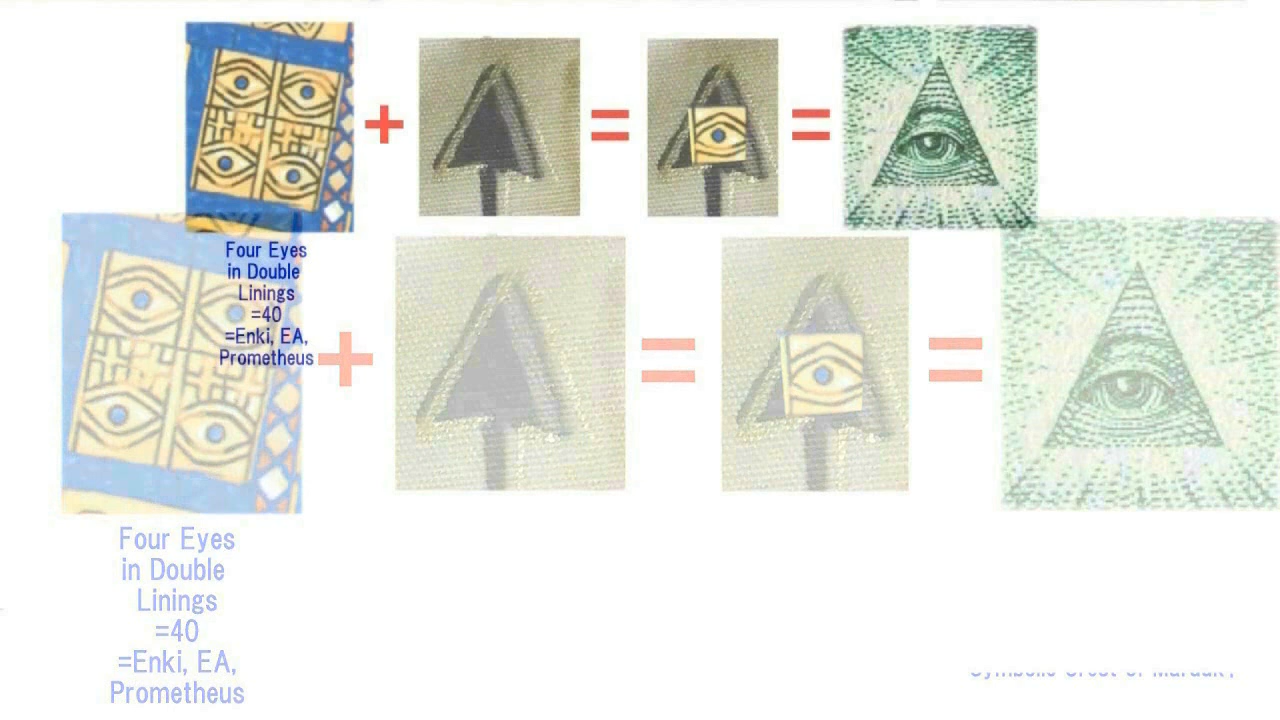 Four Eyes
in Double
Linings
=40
=Enki, EA,
Prometheus
Four Eyes
in Double
Linings
=40
=Enki, EA,
Prometheus